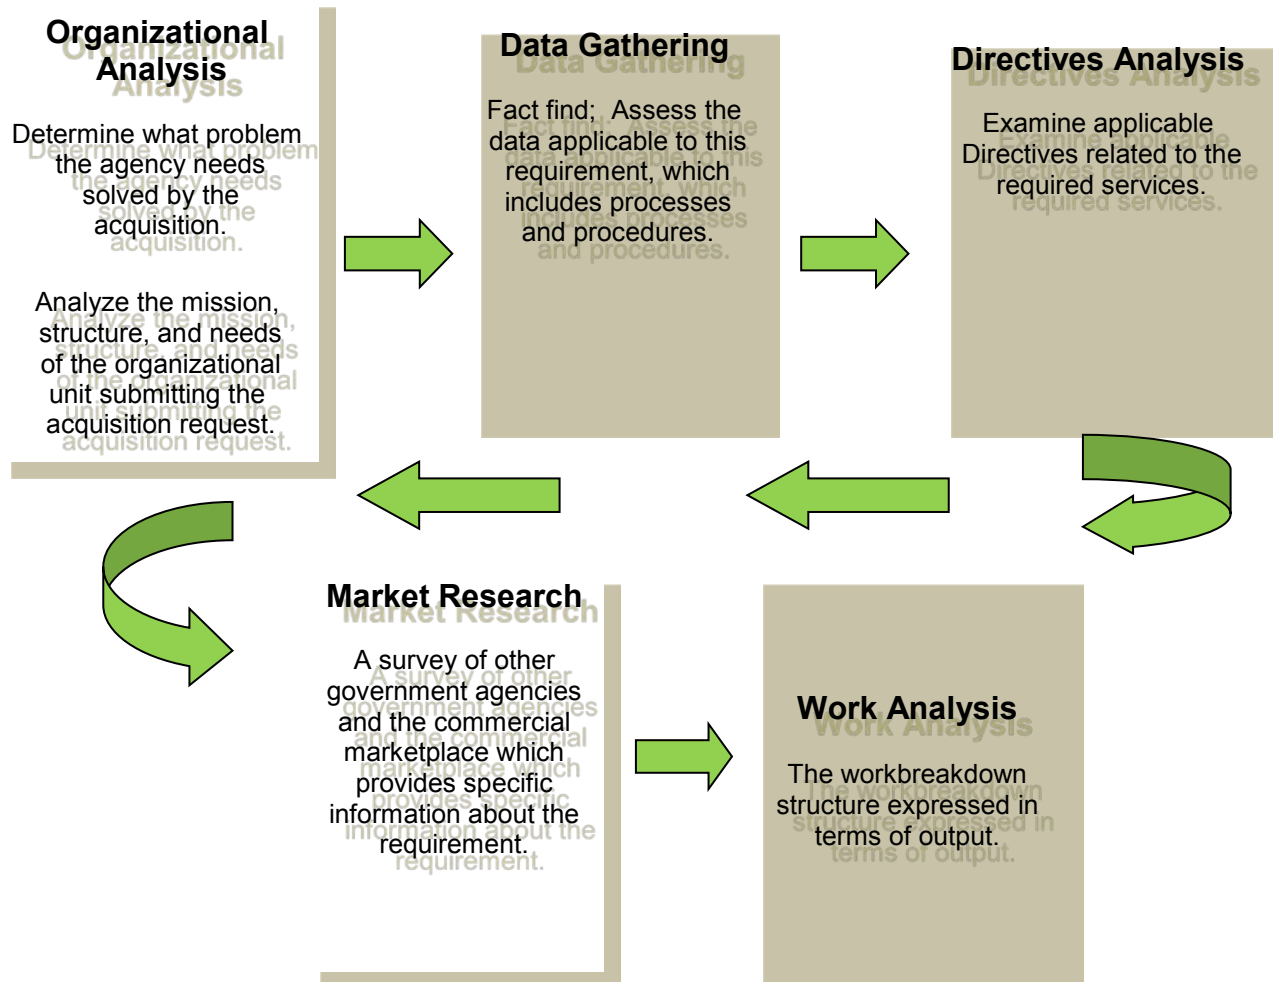 Organizational
Analysis
Determine what problem
the agency needs
solved by the
acquisition.
Analyze the mission,
structure, and needs
of the organizational
unit submitting the
acquisition request.
Data Gathering
Fact find;  Assess the
data applicable to this
requirement, which
includes processes
and procedures.
Directives Analysis
Examine applicable
Directives related to the
required services.
Market Research
A survey of other
government agencies
and the commercial
marketplace which
provides specific
information about the
requirement.
Work Analysis
The workbreakdown
structure expressed in
terms of output.